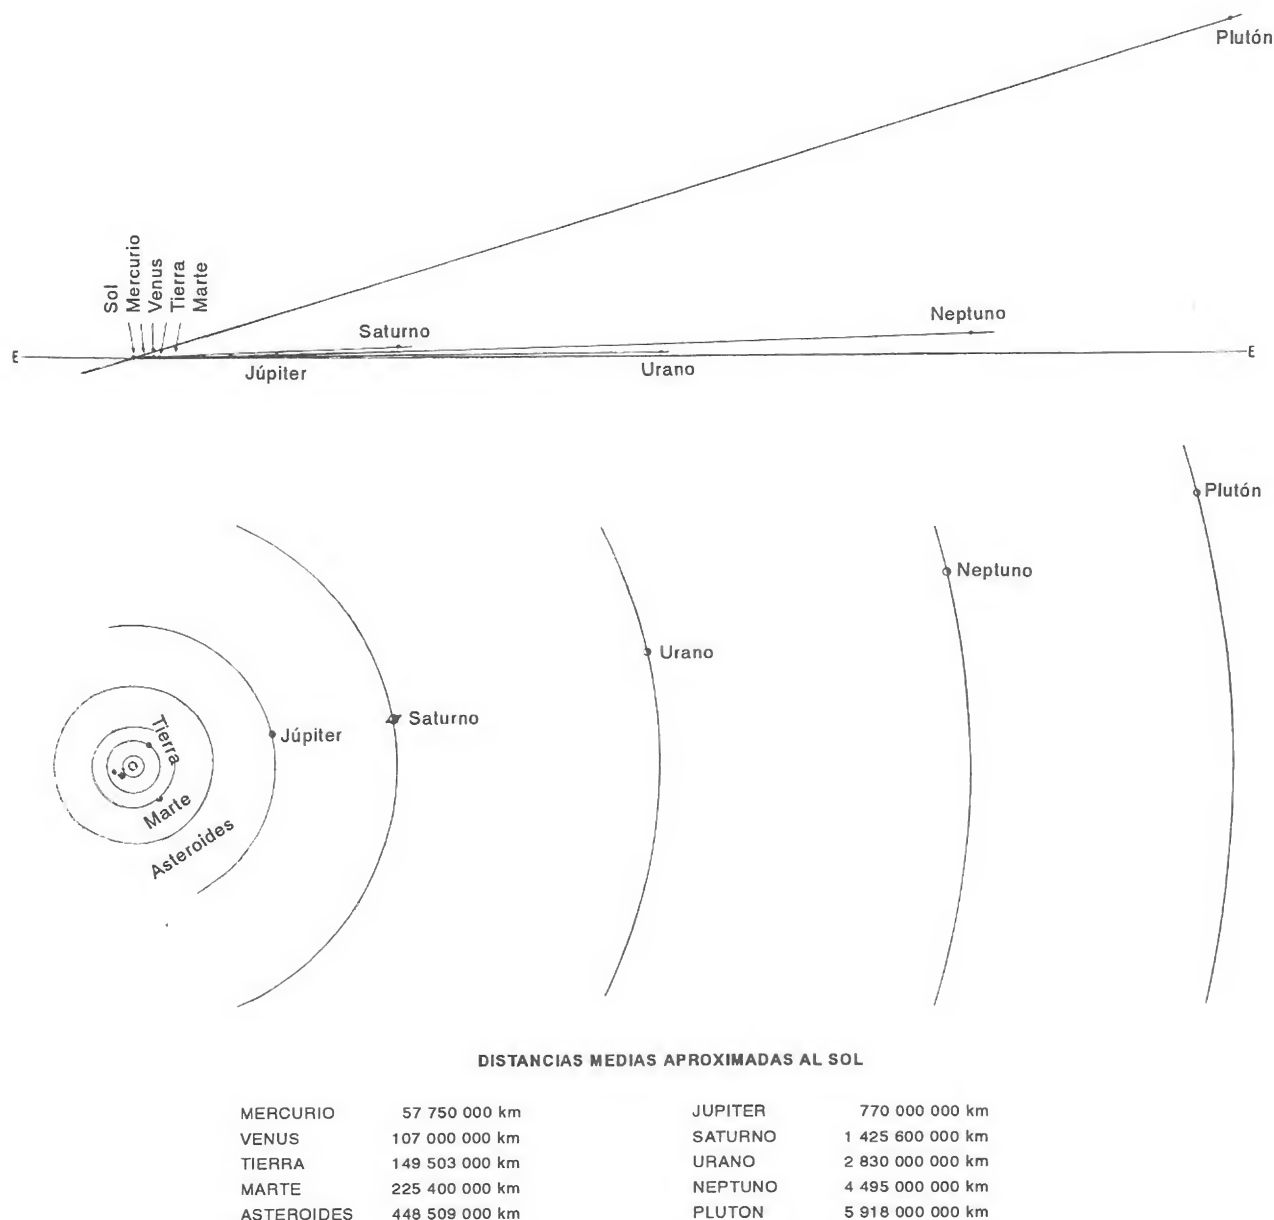 Plutón
Sol
Mercurio
Venus
Tierra
Marte
Saturno
Neptuno
E
E
Júpiter
Urano
Plutón
Neptuno
Urano
Saturno
Tierra
Júpiter
Marte
Asteroides
DISTANCIAS MEDIAS APROXIMADAS AL SOL
MERCURIO 57 750 000 km
VENUS 107 000 000 km
TIERRA 149 503 000 km
MARTE 225 400 000 km
ASTEROIDES 448 509 000 km
JUPITER 770 000 000 km
SATURNO 1 425 600 000 km
URANO 2 830 000 000 km
NEPTUNO 4 495 000 000 km
PLUTON 5 918 000 000 km